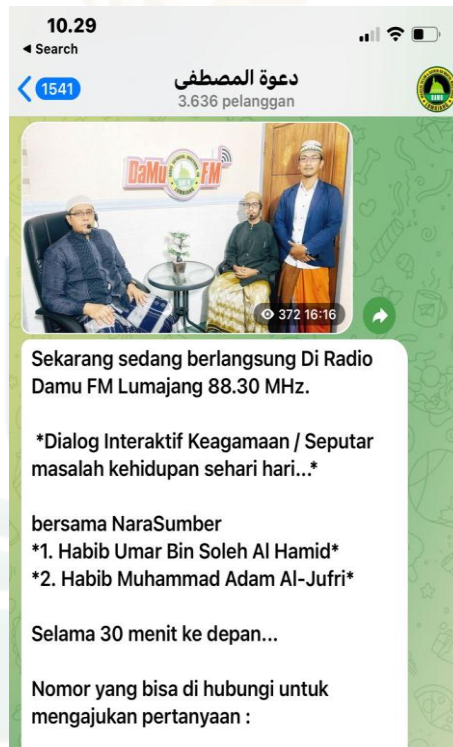 10.29
◄ Search
1541
دعوة المصطفى
3.636 pelanggan
DaMu FM
372 16:16
Sekarang sedang berlangsung Di Radio
Damu FM Lumajang 88.30 MHz.
*Dialog Interaktif Keagamaan / Seputar
masalah kehidupan sehari hari...*
bersama NaraSumber
*1. Habib Umar Bin Soleh Al Hamid*
*2. Habib Muhammad Adam Al-Jufri*
Selama 30 menit ke depan...
Nomor yang bisa di hubungi untuk
mengajukan pertanyaan :